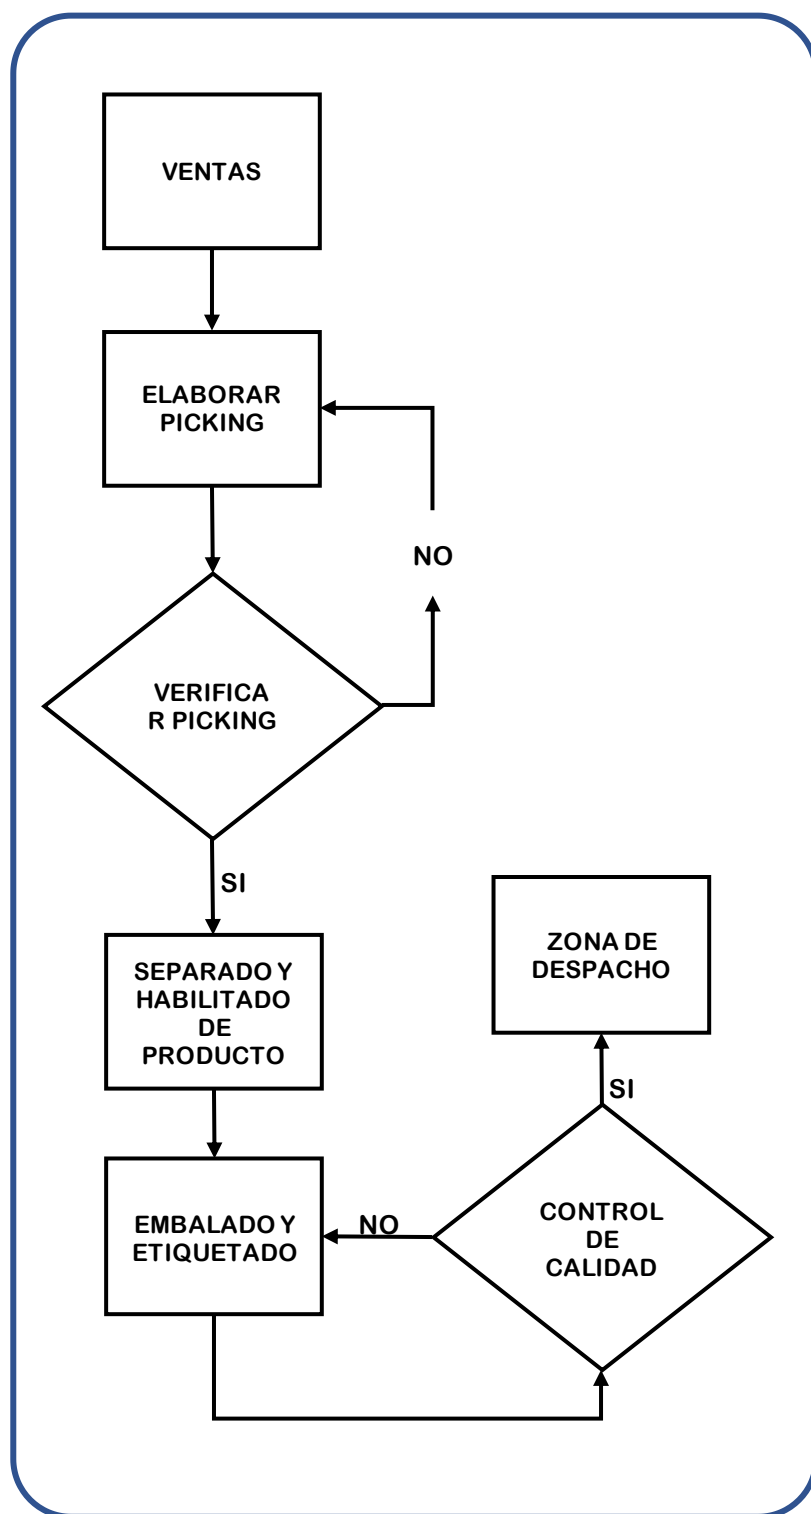 VENTAS
ELABORAR
PICKING
NO
VERIFICA
R PICKING
SI
SEPARADO Y
HABILITADO
DE
PRODUCTO
ZONA DE
DESPACHO
SI
EMBALADO Y
ETIQUETADO
NO
CONTROL
DE
CALIDAD